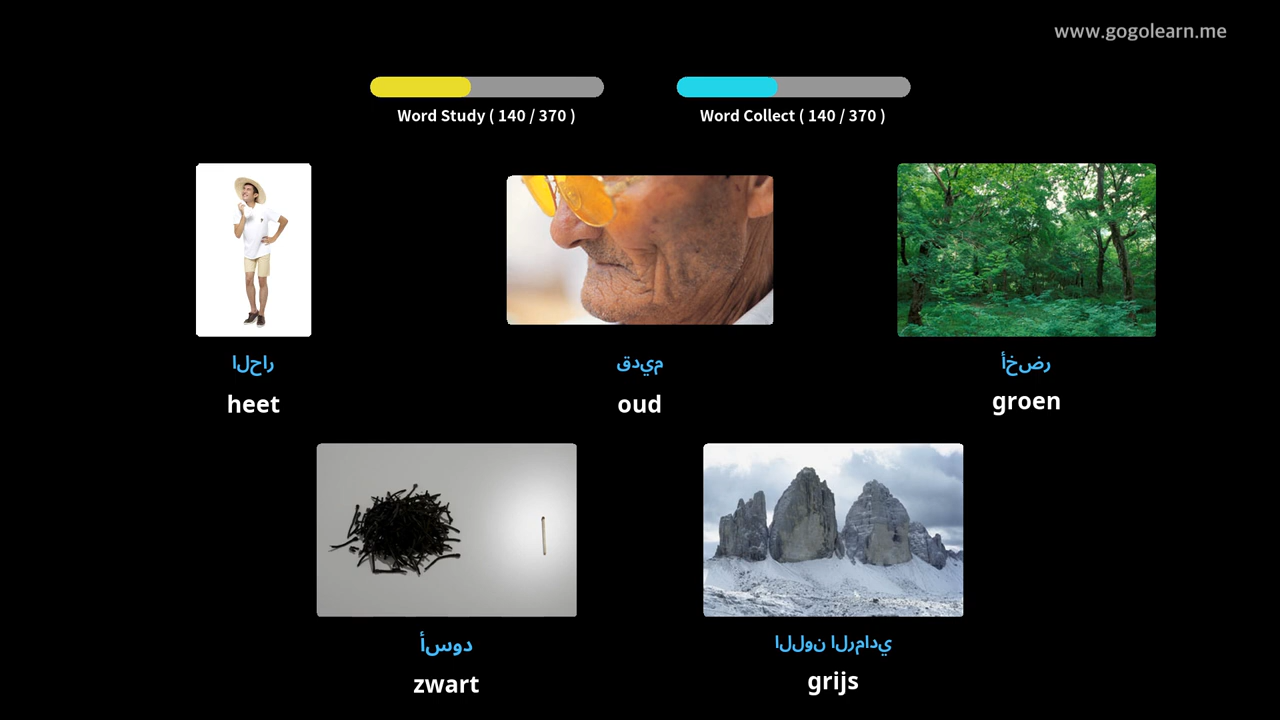 www.gogolearn.me
Word Study ( 140 / 370 )
Word Collect ( 140 / 370 )
الحار
قديم
أخضر
heet
oud
groen
أسود
اللون الرمادي
zwart
grijs